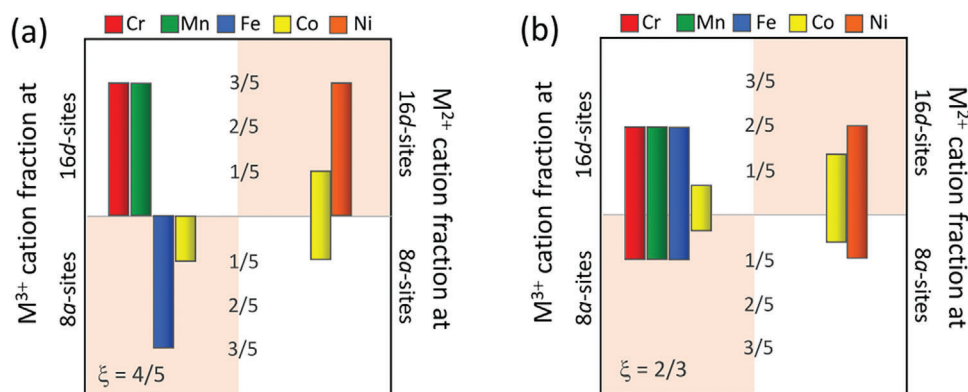 (a)
Cr Mn Fe Co Ni
M³⁺ cation fraction at
16d-sites
8a-sites
3/5
2/5
1/5
1/5
2/5
3/5
16d-sites
8a-sites
M²⁺ cation fraction at
ξ = 4/5
(b)
Cr Mn Fe Co Ni
M³⁺ cation fraction at
16d-sites
8a-sites
3/5
2/5
1/5
1/5
2/5
3/5
16d-sites
8a-sites
M²⁺ cation fraction at
ξ = 2/3